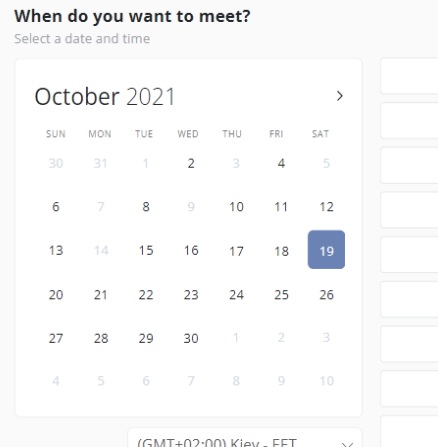 When do you want to meet?
Select a date and time
October 2021 >
SUN MON TUE WED THU FRI SAT
30 31 1 2 3 4 5
6 7 8 9 10 11 12
13 14 15 16 17 18 19
20 21 22 23 24 25 26
27 28 29 30 1 2 3
4 5 6 7 8 9 10
(GMT+02:00) Kiev - EET